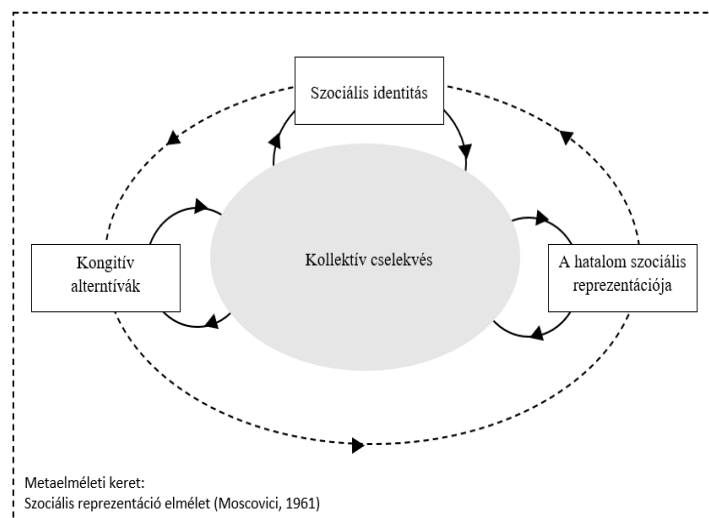 Szociális identitás
Kollektív cselekvés
Kongitív
alterntívák
A hatalom szociális
reprezentációja
Metaelméleti keret:
Szociális reprezentáció elmélet (Moscovici, 1961)